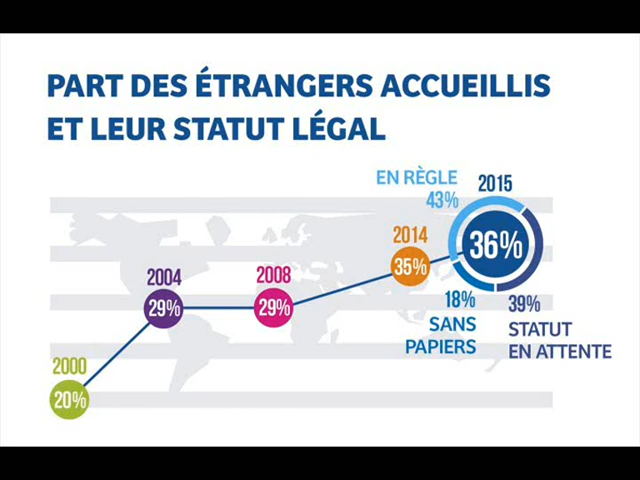 PART DES ÉTRANGERS ACCUEILLIS
ET LEUR STATUT LÉGAL
EN RÈGLE
43%
2015
36%
2014
35%
18%
SANS
PAPIERS
39%
STATUT
EN ATTENTE
2008
29%
2004
29%
2000
20%